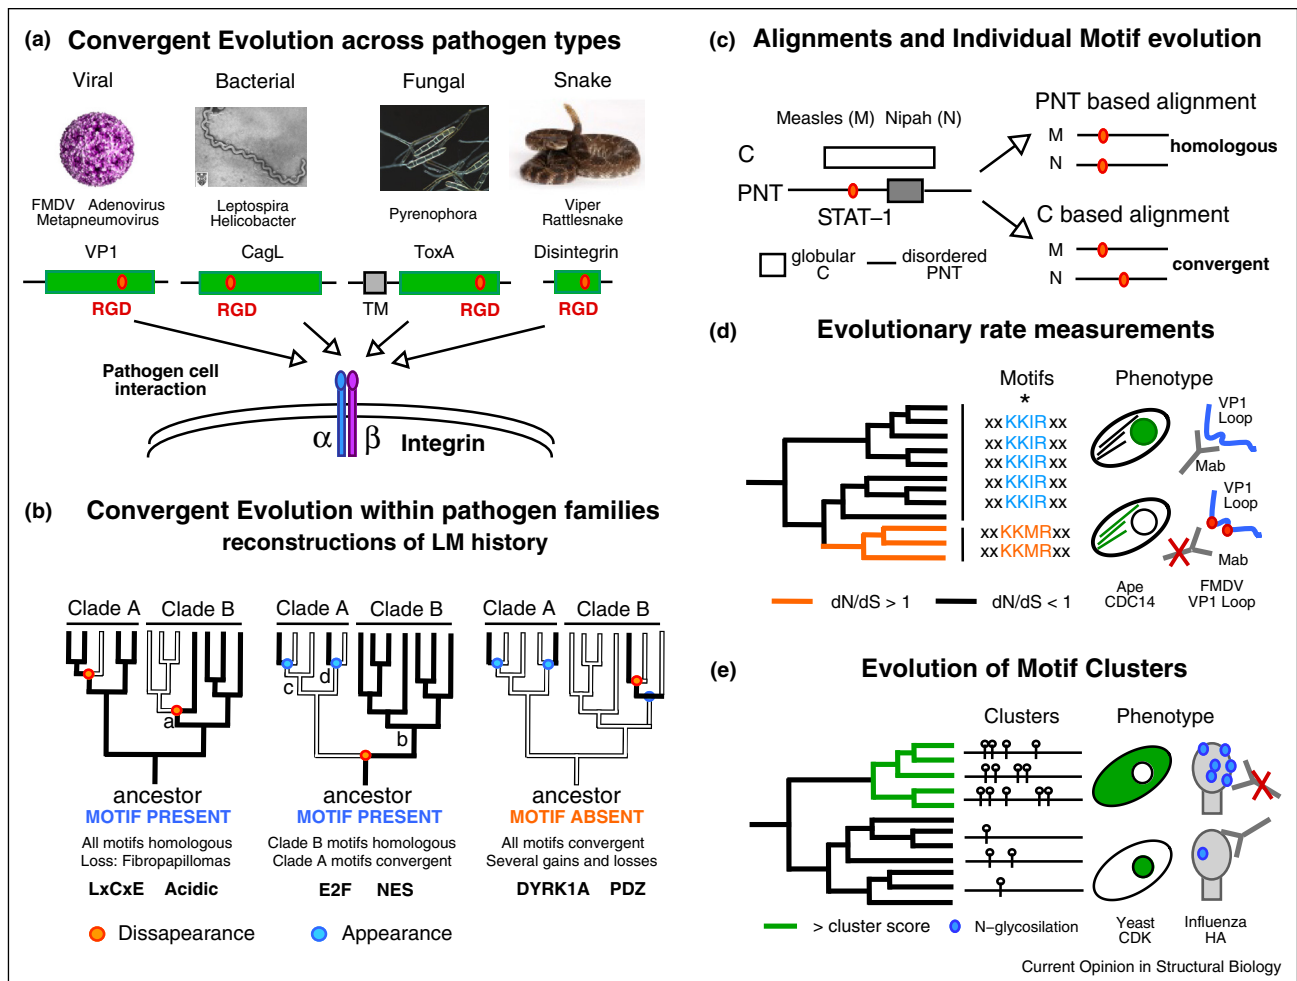 (a) Convergent Evolution across pathogen types
Viral Bacterial Fungal Snake
FMDV Adenovirus
Metapneumovirus
Leptospira
Helicobacter
Pyrenophora
Viper
Rattlesnake
VP1 CagL ToxA Disintegrin
TM
RGD RGD RGD RGD
Pathogen cell
interaction
α β Integrin
(b) Convergent Evolution within pathogen families
reconstructions of LM history
Clade A Clade B
a
ancestor
MOTIF PRESENT
All motifs homologous
Loss: Fibropapillomas
LxCxE Acidic
Clade A Clade B
c d
b
ancestor
MOTIF PRESENT
Clade B motifs homologous
Clade A motifs convergent
E2F NES
Clade A Clade B
ancestor
MOTIF ABSENT
All motifs convergent
Several gains and losses
DYRK1A PDZ
Dissapearance Appearance
(c) Alignments and Individual Motif evolution
Measles (M) Nipah (N)
C
PNT
STAT–1
globular
C
disordered
PNT
PNT based alignment
M
N
homologous
C based alignment
M
N
convergent
(d) Evolutionary rate measurements
Motifs Phenotype
*
xxKKIRxx
xxKKIRxx
xxKKIRxx
xxKKIRxx
xxKKIRxx
xxKKMRxx
xxKKMRxx
VP1
Loop
Mab
VP1
Loop
Mab
Ape
CDC14
FMDV
VP1 Loop
dN/dS > 1 dN/dS < 1
(e) Evolution of Motif Clusters
Clusters Phenotype
> cluster score N–glycosilation
Yeast
CDK
Influenza
HA
Current Opinion in Structural Biology